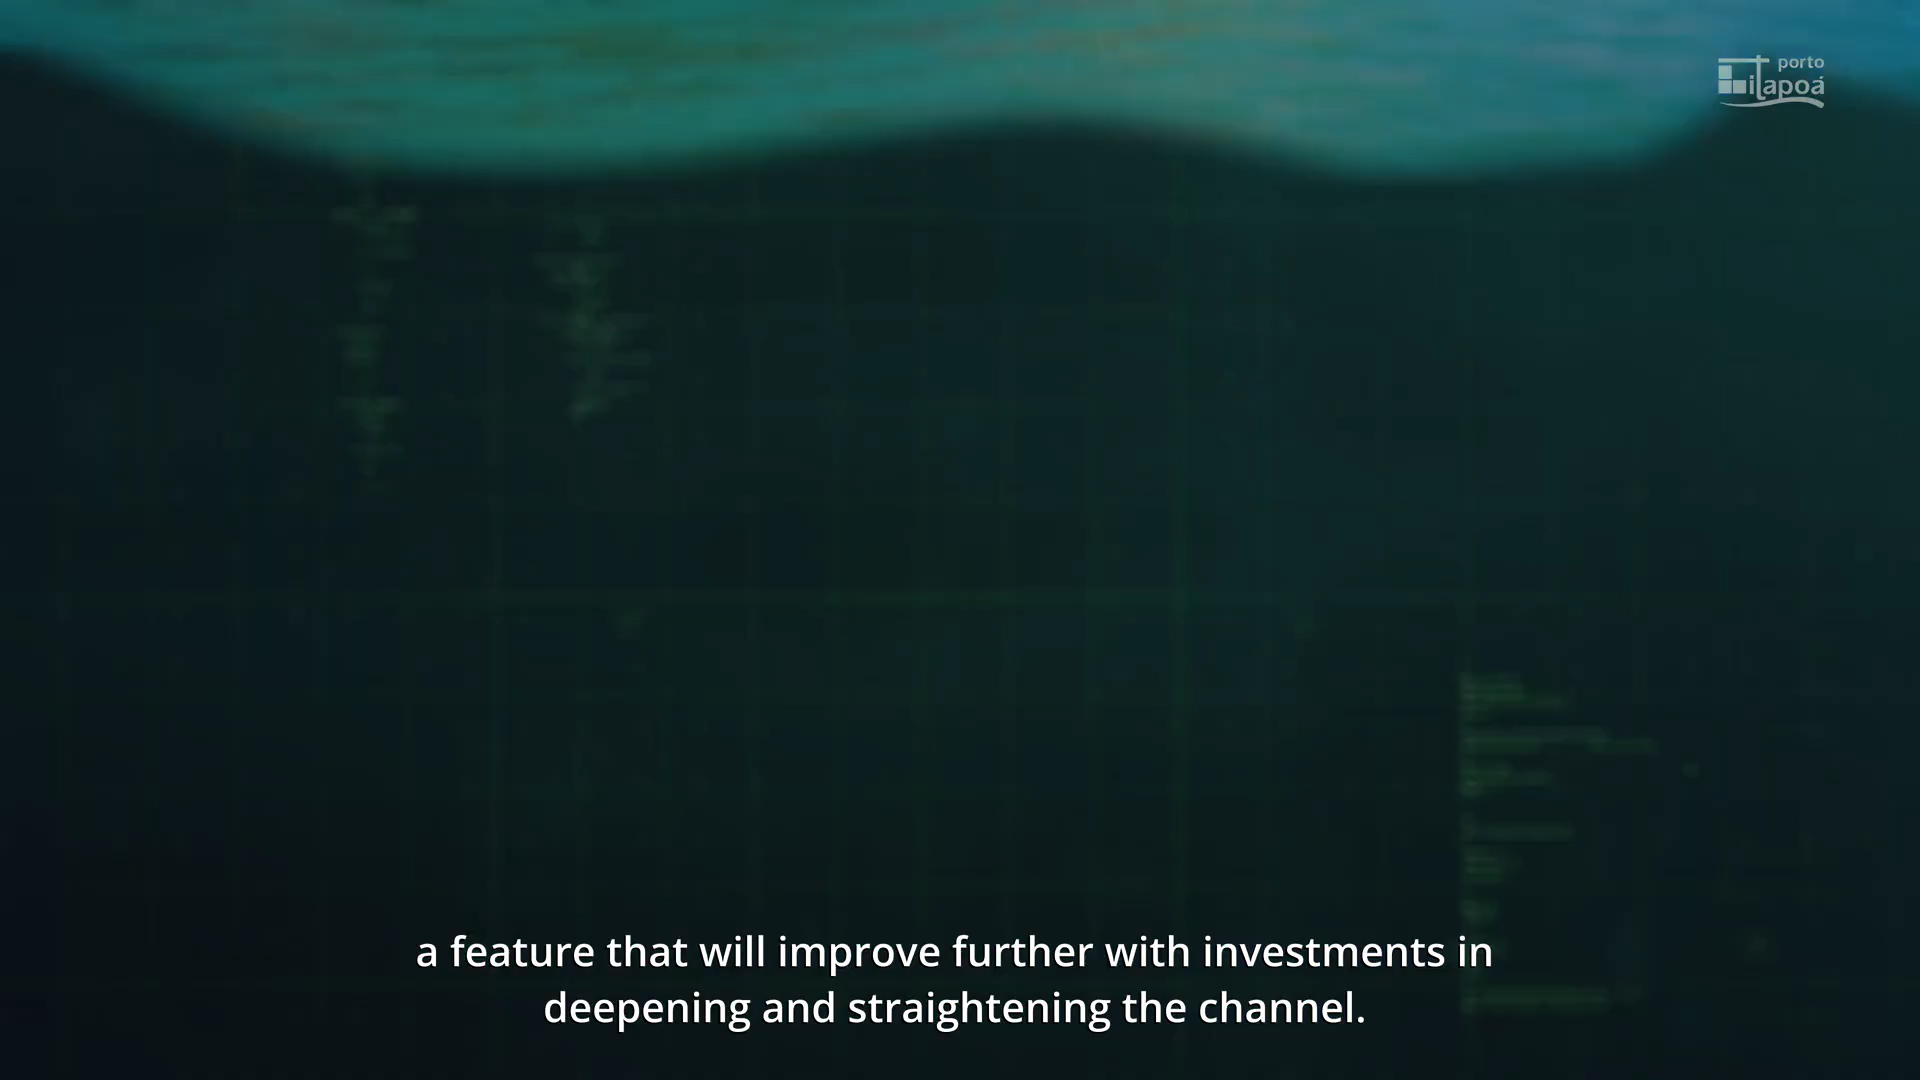 porto
itapoá
a feature that will improve further with investments in
deepening and straightening the channel.